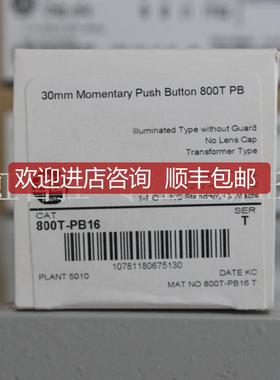 30mm Momentary Push Button 800T PB
Illuminated Type without Guard
No Lens Cap
Transformer Type
欢迎进店咨询 顺丰包邮
CAT
800T-PB16
SER
T
10781180675130
PLANT 5010
DATE KC
MAT NO 800T-PB16 T